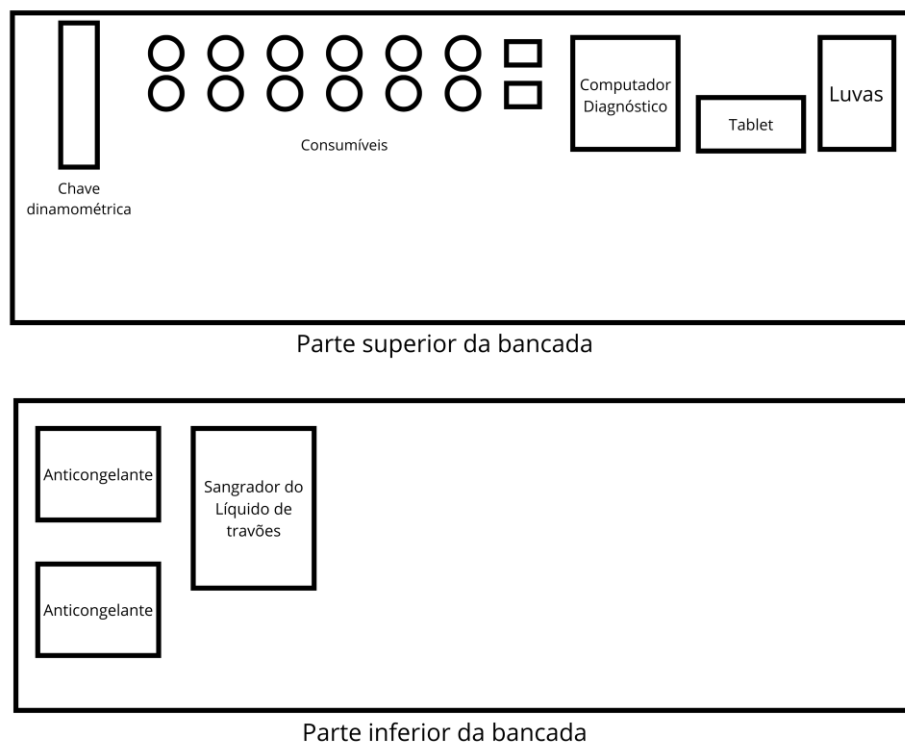 Chave
dinamométrica
Consumíveis
Computador
Diagnóstico
Tablet
Luvas
Parte superior da bancada
Anticongelante
Sangrador do
Líquido de
travões
Anticongelante
Parte inferior da bancada